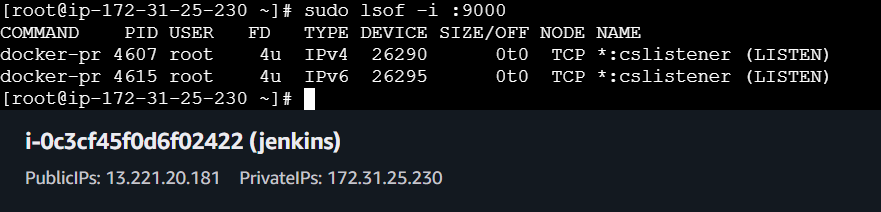 [root@ip-172-31-25-230 ~]# sudo lsof -i :9000
COMMAND    PID USER   FD   TYPE DEVICE SIZE/OFF NODE NAME
docker-pr 4607 root    4u  IPv4  26290      0t0  TCP *:cslistener (LISTEN)
docker-pr 4615 root    4u  IPv6  26295      0t0  TCP *:cslistener (LISTEN)
[root@ip-172-31-25-230 ~]#
i-0c3cf45f0d6f02422 (jenkins)
PublicIPs: 13.221.20.181    PrivateIPs: 172.31.25.230